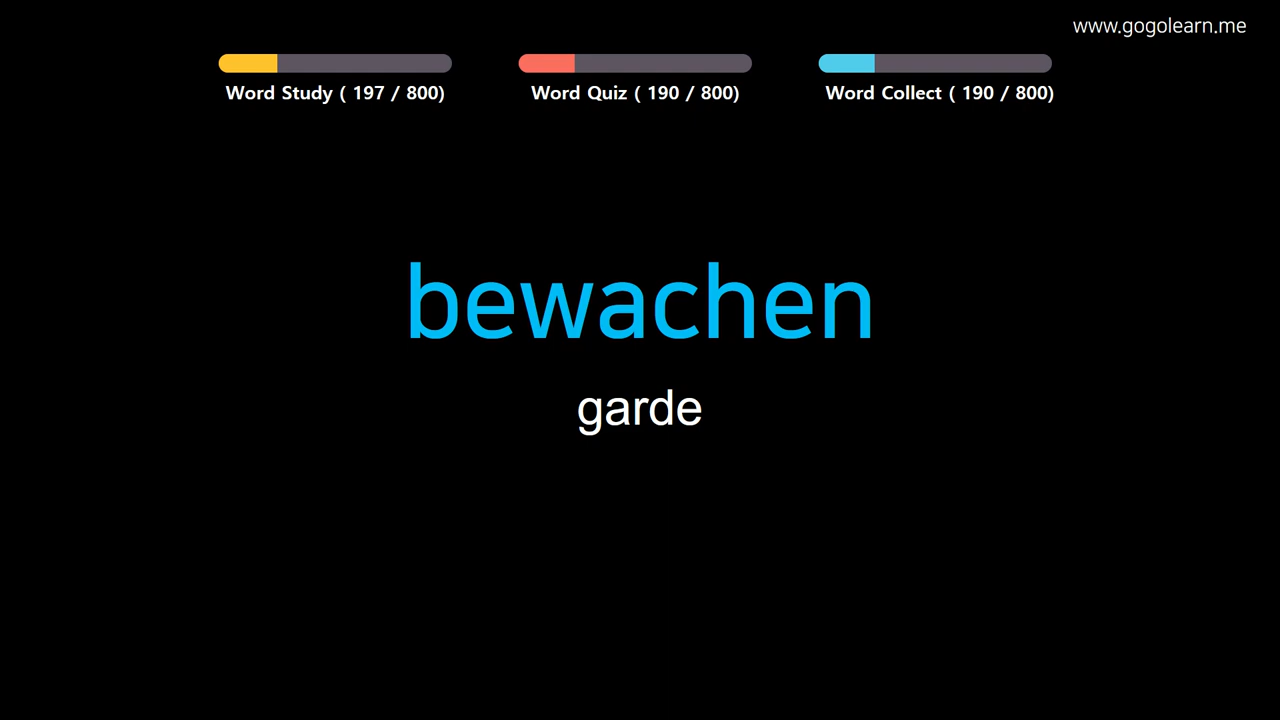 www.gogolearn.me
Word Study ( 197 / 800)
Word Quiz ( 190 / 800)
Word Collect ( 190 / 800)
bewachen
garde